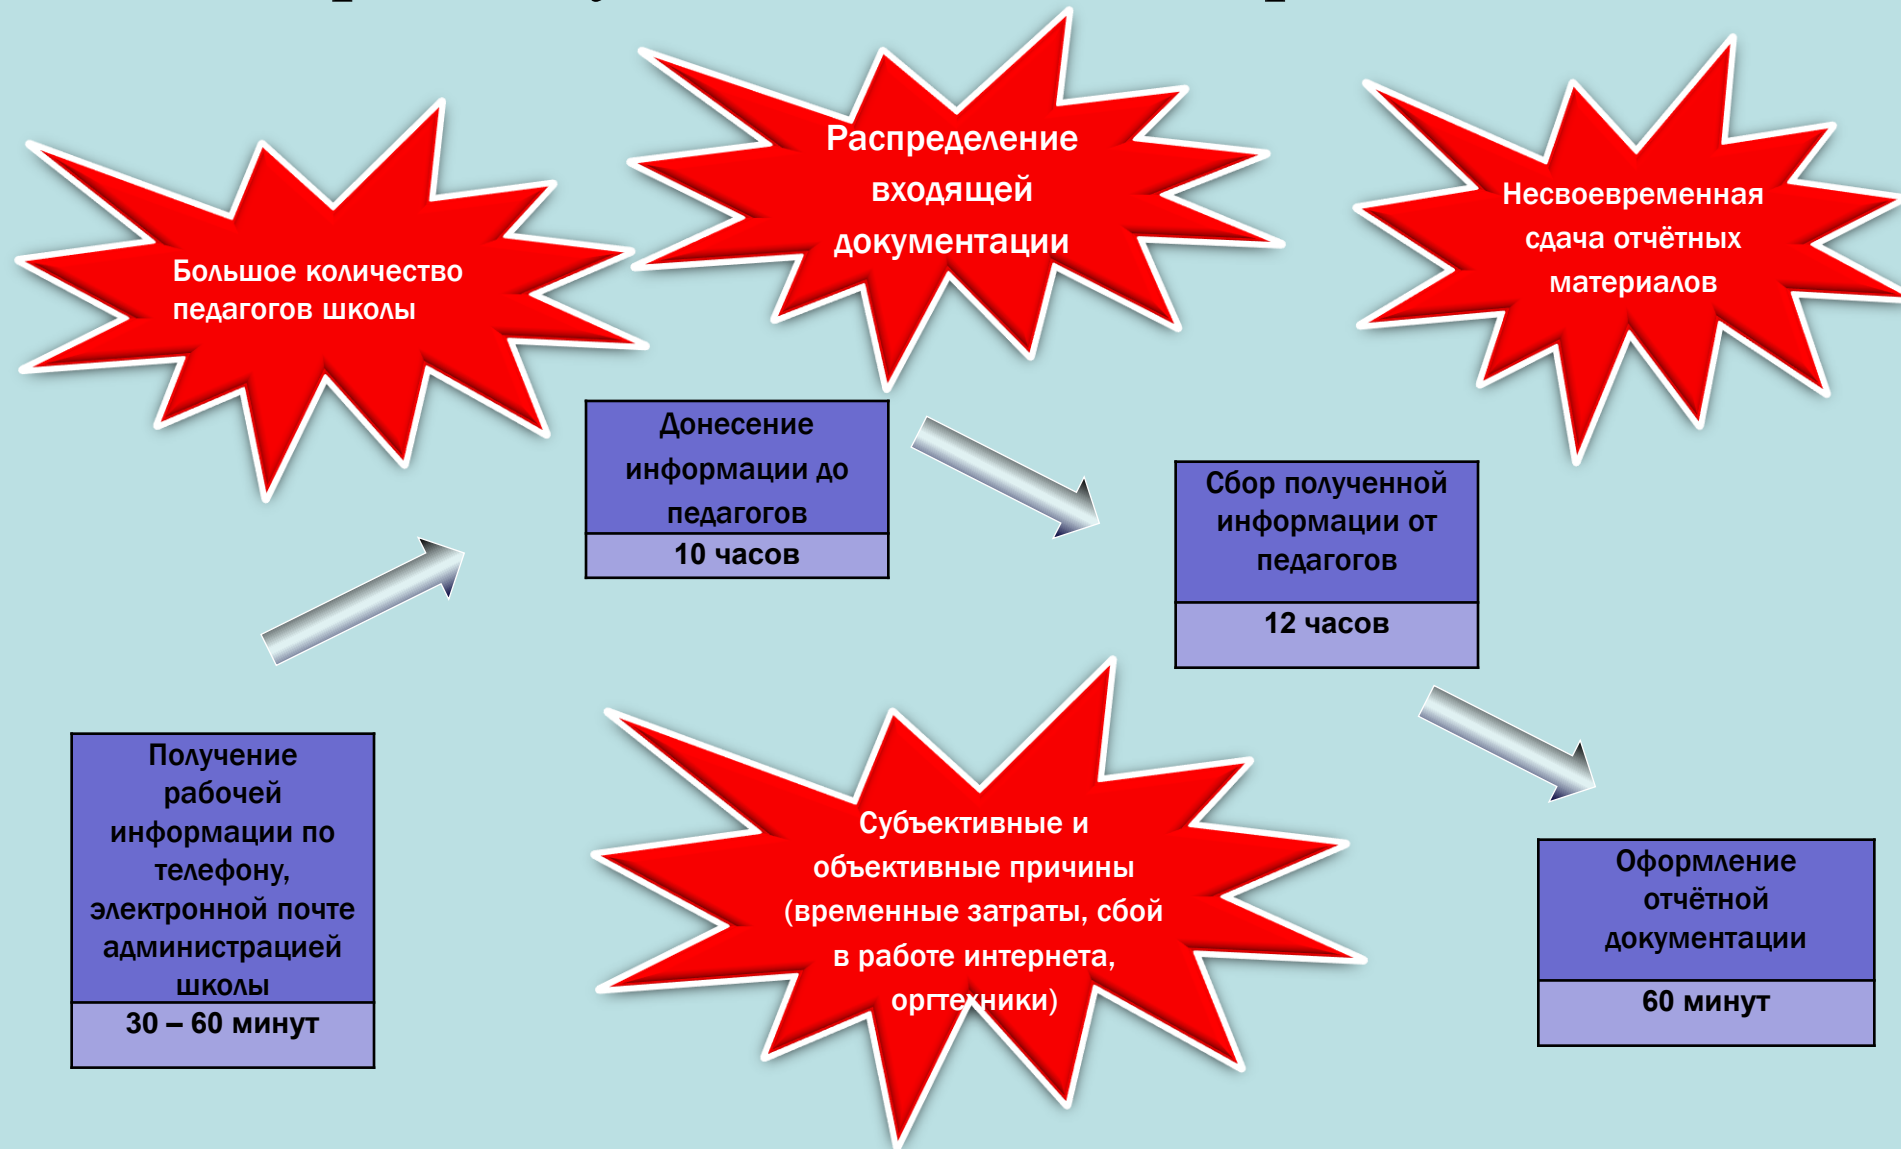 Большое количество
педагогов школы
Распределение
входящей
документации
Несвоевременная
сдача отчётных
материалов
Донесение
информации до
педагогов
10 часов
Сбор полученной
информации от
педагогов
12 часов
Получение
рабочей
информации по
телефону,
электронной почте
администрацией
школы
30 – 60 минут
Субъективные и
объективные причины
(временные затраты, сбой
в работе интернета,
оргтехники)
Оформление
отчётной
документации
60 минут